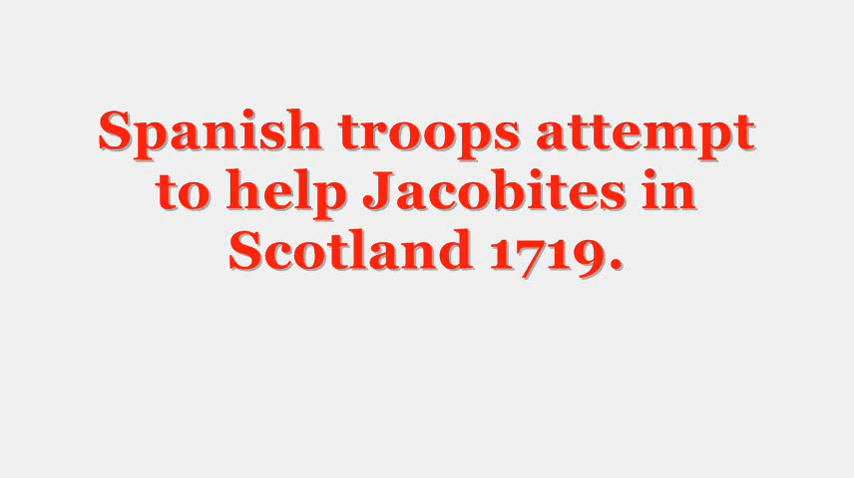 Spanish troops attempt
to help Jacobites in
Scotland 1719.